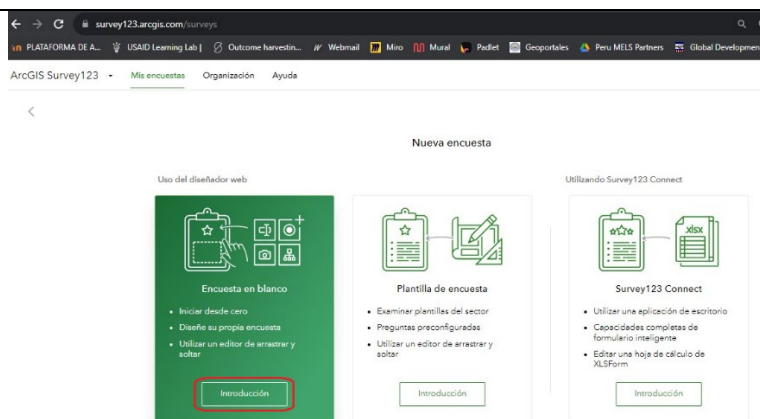 survey123.arcgis.com/surveys
PLATAFORMA DE A... USAID Learning Lab | Outcome harvestin... Webmail Miro Mural Padlet Geoportales Peru MELS Partners Global Developmen
ArcGIS Survey123 Mis encuestas Organización Ayuda
Nueva encuesta
Uso del diseñador web
Utilizando Survey123 Connect
xlsx
Encuesta en blanco
• Iniciar desde cero
• Diseñe su propia encuesta
• Utilizar un editor de arrastrar y
soltar
Introducción
Plantilla de encuesta
• Examinar plantillas del sector
• Preguntas preconfiguradas
• Utilizar un editor de arrastrar y
soltar
Introducción
Survey123 Connect
• Utilizar una aplicación de escritorio
• Capacidades completas de
formulario inteligente
• Editar una hoja de cálculo de
XLSForm
Introducción